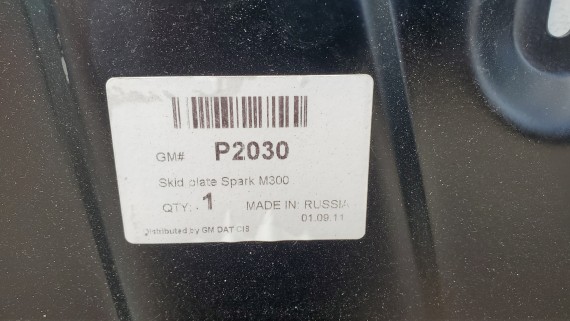 GM# P2030
Skid plate Spark M300
QTY: 1 MADE IN: RUSSIA
01.09.11
Distributed by GM DAT CIS